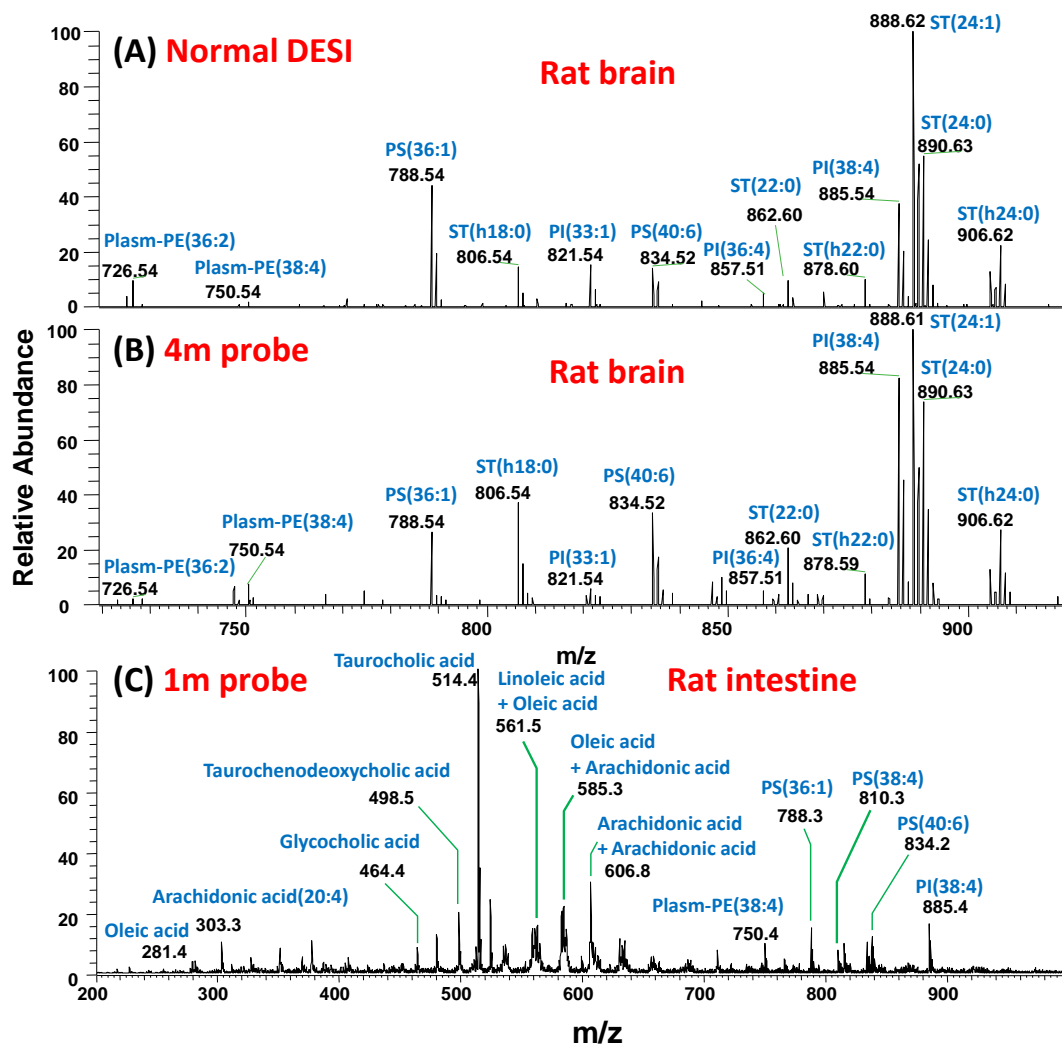 (A) Normal DESI
Rat brain
888.62 ST(24:1)
ST(24:0)
890.63
PS(36:1)
788.54
PI(38:4)
885.54
ST(22:0)
862.60
ST(h24:0)
906.62
Plasm-PE(36:2)
726.54
Plasm-PE(38:4)
750.54
ST(h18:0)
806.54
PI(33:1)
821.54
PS(40:6)
834.52
PI(36:4)
857.51
ST(h22:0)
878.60
100
80
60
40
20
0
(B) 4m probe
Rat brain
888.61 ST(24:1)
PI(38:4)
885.54
ST(24:0)
890.63
ST(h18:0)
806.54
PS(40:6)
834.52
PS(36:1)
788.54
Plasm-PE(38:4)
750.54
Plasm-PE(36:2)
726.54
PI(33:1)
821.54
ST(22:0)
862.60
PI(36:4)
857.51
ST(h22:0)
878.59
ST(h24:0)
906.62
100
80
60
40
20
0
Relative Abundance
750
800
850
900
m/z
(C) 1m probe
Rat intestine
Taurocholic acid
514.4
Linoleic acid
+ Oleic acid
561.5
Oleic acid
+ Arachidonic acid
585.3
Taurochenodeoxycholic acid
498.5
Glycocholic acid
464.4
Arachidonic acid
+ Arachidonic acid
606.8
PS(36:1)
788.3
PS(38:4)
810.3
PS(40:6)
834.2
Arachidonic acid(20:4)
303.3
Oleic acid
281.4
Plasm-PE(38:4)
750.4
PI(38:4)
885.4
100
80
60
40
20
0
200
300
400
500
600
700
800
900
m/z